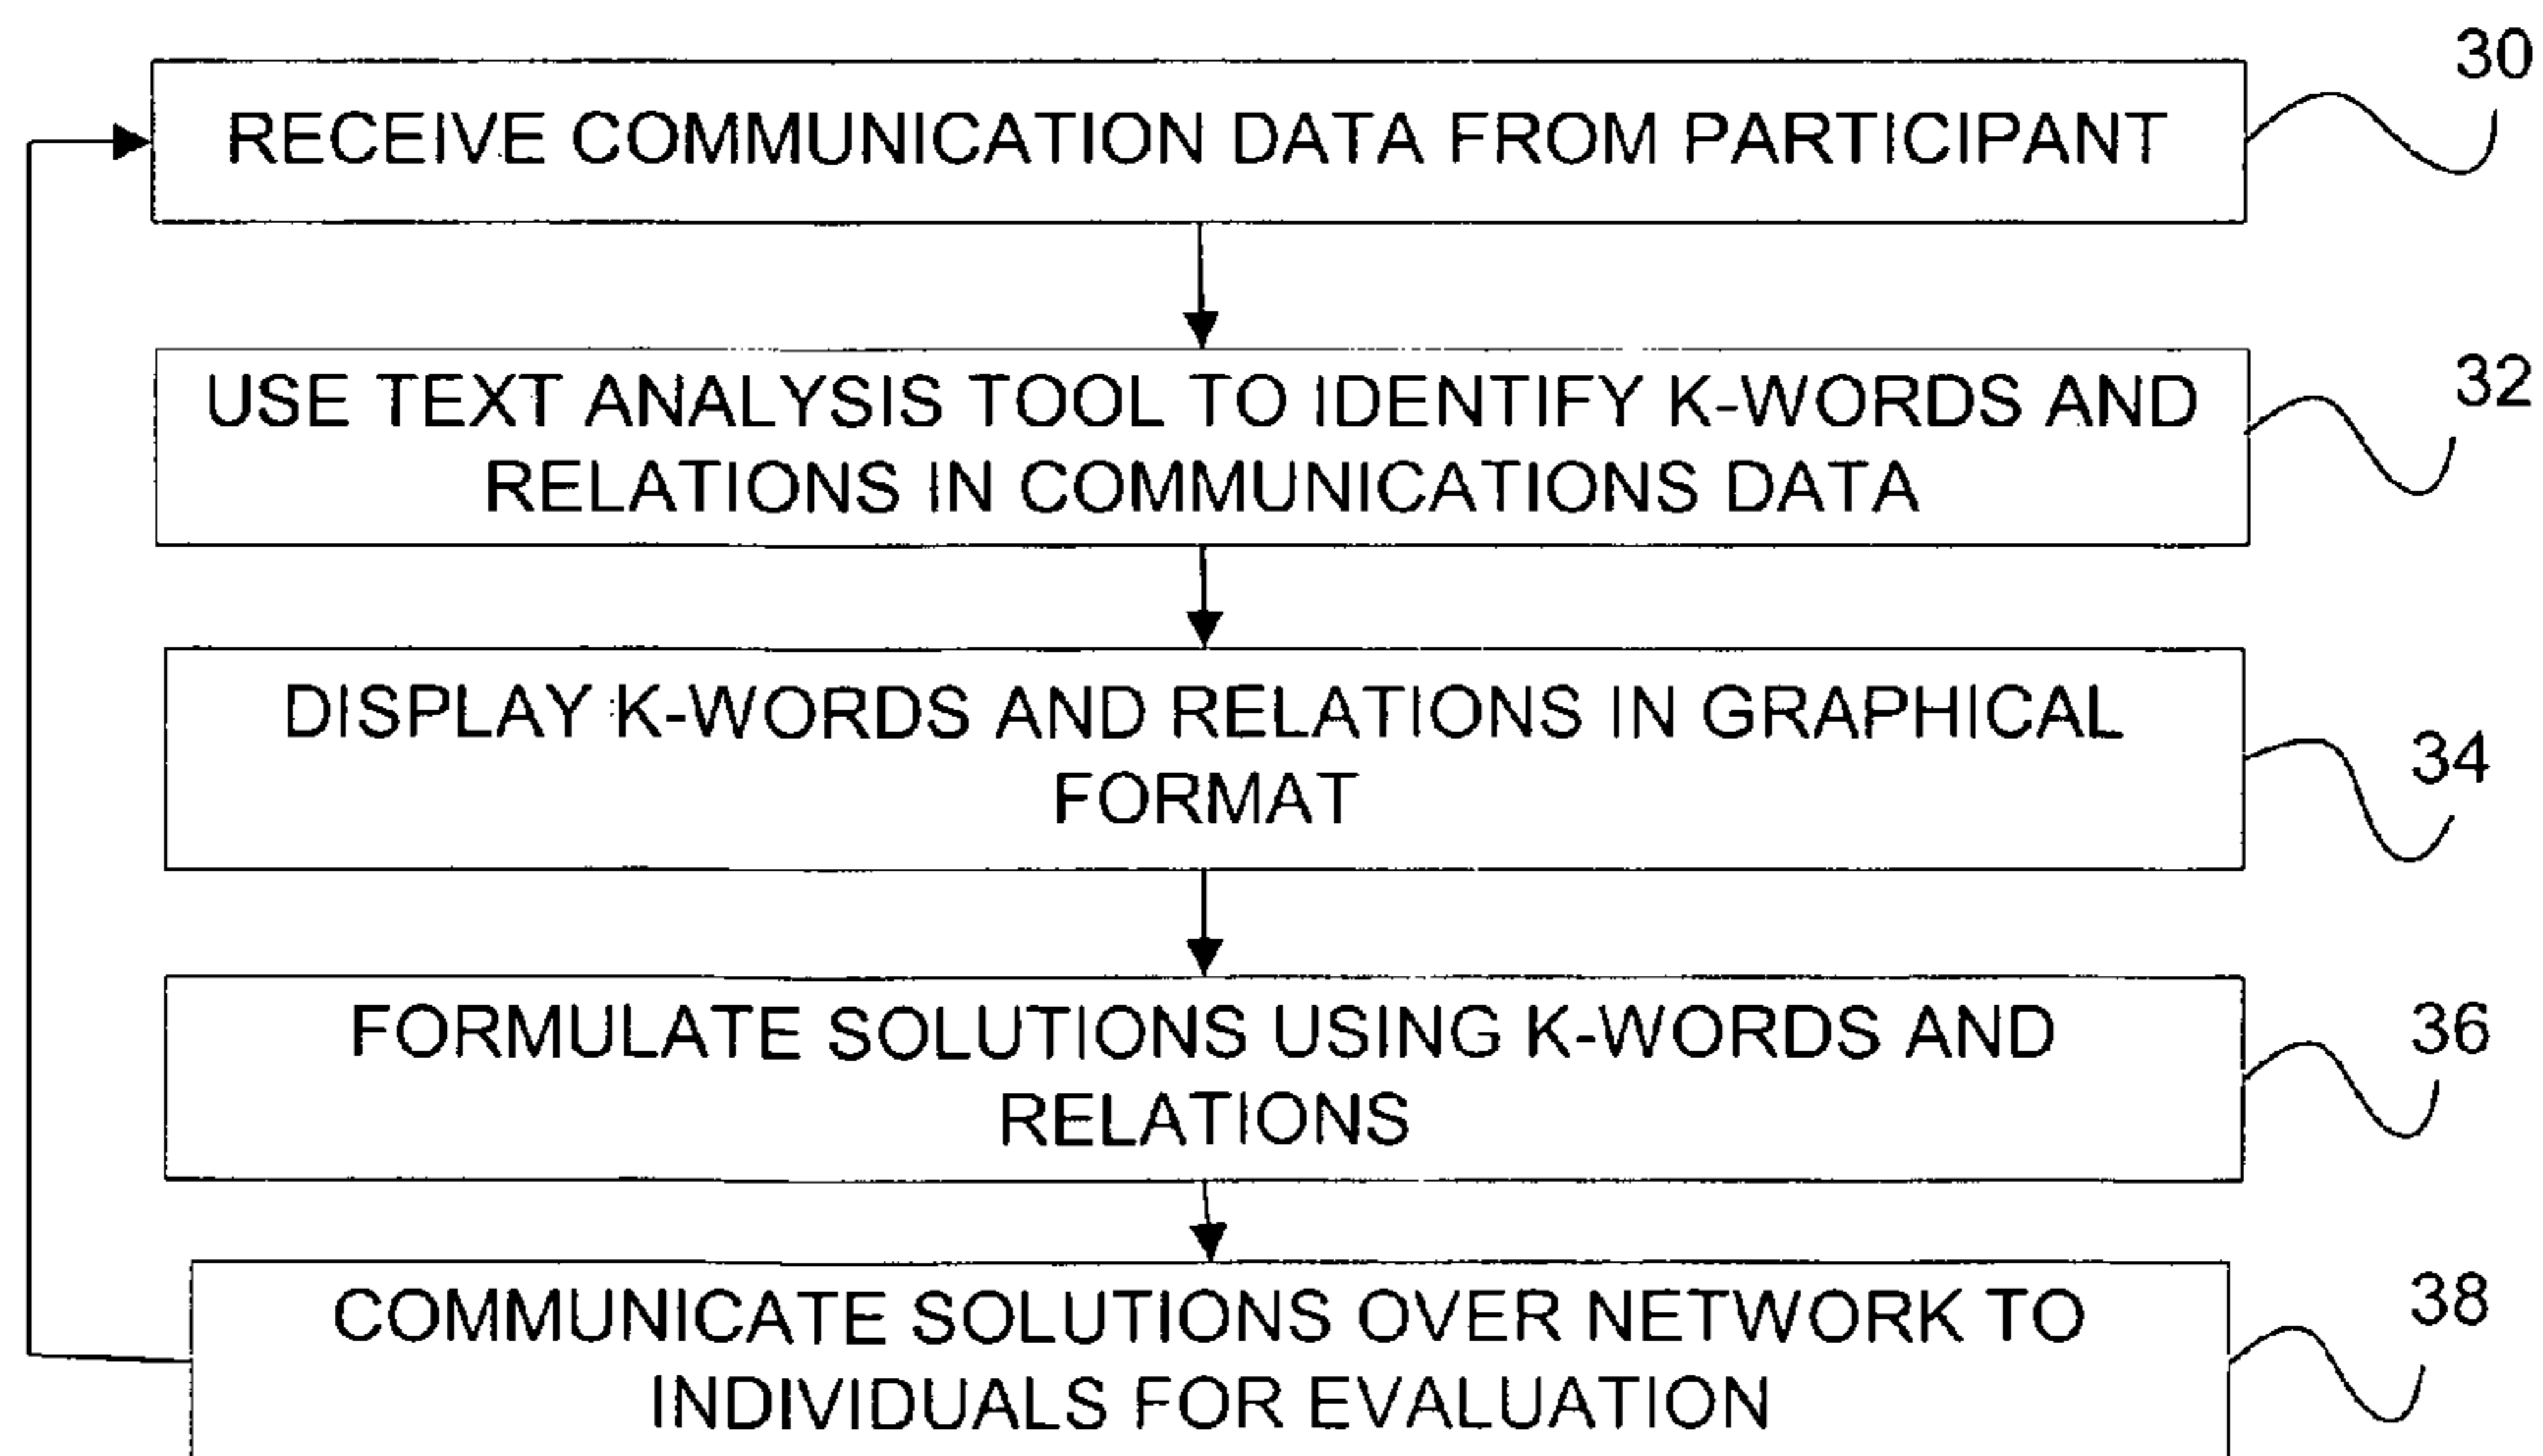 30
RECEIVE COMMUNICATION DATA FROM PARTICIPANT
32
USE TEXT ANALYSIS TOOL TO IDENTIFY K-WORDS AND
RELATIONS IN COMMUNICATIONS DATA
DISPLAY K-WORDS AND RELATIONS IN GRAPHICAL
FORMAT
34
FORMULATE SOLUTIONS USING K-WORDS AND
RELATIONS
36
COMMUNICATE SOLUTIONS OVER NETWORK TO
INDIVIDUALS FOR EVALUATION
38